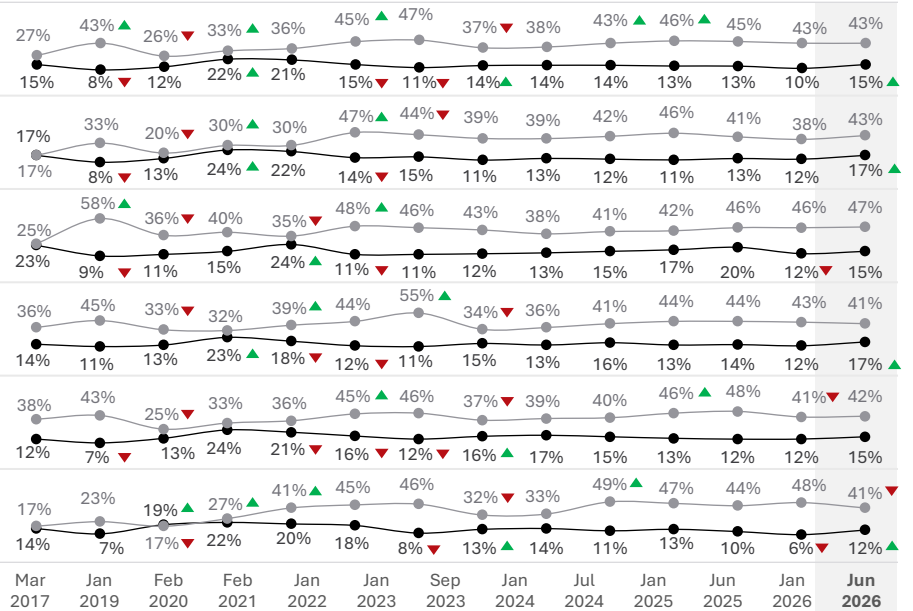 27% 43% 26% 33% 36% 45% 47% 37% 38% 43% 46% 45% 43% 43%
15% 8% 12% 22% 21% 15% 11% 14% 14% 14% 13% 13% 10% 15%
17% 33% 20% 30% 30% 47% 44% 39% 39% 42% 46% 41% 38% 43%
17% 8% 13% 24% 22% 14% 15% 11% 13% 12% 11% 13% 12% 17%
25% 58% 36% 40% 35% 48% 46% 43% 38% 41% 42% 46% 46% 47%
23% 9% 11% 15% 24% 11% 11% 12% 13% 15% 17% 20% 12% 15%
36% 45% 33% 32% 39% 44% 55% 34% 36% 41% 44% 44% 43% 41%
14% 11% 13% 23% 18% 12% 11% 15% 13% 16% 13% 14% 12% 17%
38% 43% 25% 33% 36% 45% 46% 37% 39% 40% 46% 48% 41% 42%
12% 7% 13% 24% 21% 16% 12% 16% 17% 15% 13% 12% 12% 15%
17% 23% 19% 27% 41% 45% 46% 32% 33% 49% 47% 44% 48% 41%
14% 7% 17% 22% 20% 18% 8% 13% 14% 11% 13% 10% 6% 12%
Mar Jan Feb Feb Jan Jan Sep Jan Jul Jan Jun Jan Jun
2017 2019 2020 2021 2022 2023 2023 2024 2024 2025 2025 2026 2026